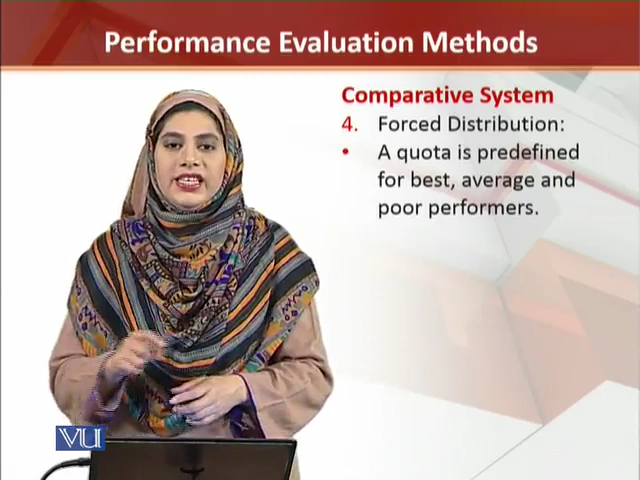 Performance Evaluation Methods
Comparative System
4. Forced Distribution:
• A quota is predefined
for best, average and
poor performers.
VU